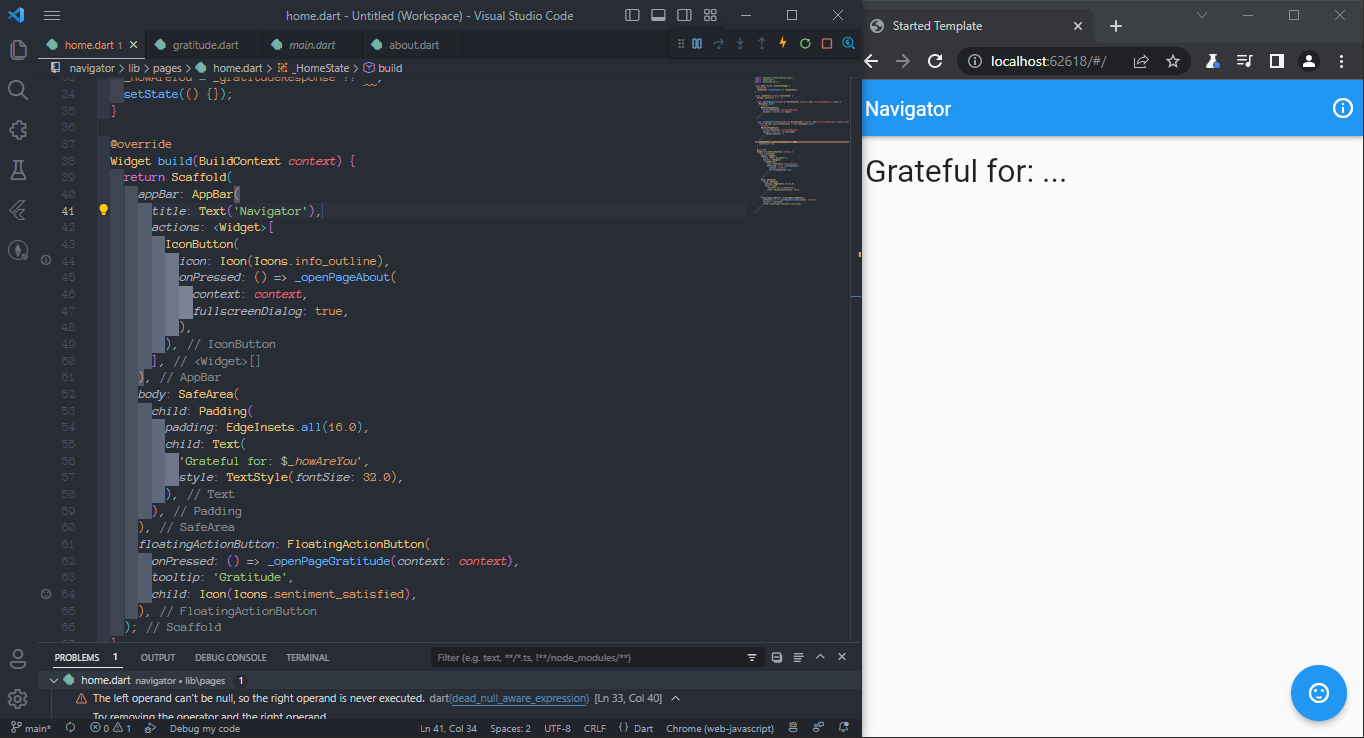 home.dart - Untitled (Workspace) - Visual Studio Code
home.dart 1
gratitude.dart
main.dart
about.dart
navigator > lib > pages > home.dart > _HomeState > build
_howAreYou = _gratitudeResponse ?? '';
34 setState(() {});
35 }
36
37 @override
38 Widget build(BuildContext context) {
39 return Scaffold(
40 appBar: AppBar(
41 title: Text('Navigator'),
42 actions: <Widget>[
43 IconButton(
44 icon: Icon(Icons.info_outline),
45 onPressed: () => _openPageAbout(
46 context: context,
47 fullscreenDialog: true,
48 ),
49 ), // IconButton
50 ], // <Widget>[]
51 ), // AppBar
52 body: SafeArea(
53 child: Padding(
54 padding: EdgeInsets.all(16.0),
55 child: Text(
56 'Grateful for: $_howAreYou',
57 style: TextStyle(fontSize: 32.0),
58 ), // Text
59 ), // Padding
60 ), // SafeArea
61 floatingActionButton: FloatingActionButton(
62 onPressed: () => _openPageGratitude(context: context),
63 tooltip: 'Gratitude',
64 child: Icon(Icons.sentiment_satisfied),
65 ), // FloatingActionButton
66 ); // Scaffold
PROBLEMS 1 OUTPUT DEBUG CONSOLE TERMINAL
Filter (e.g. text, **/*.ts, !**/node_modules/**)
home.dart navigator • lib\pages 1
The left operand can't be null, so the right operand is never executed. dart(dead_null_aware_expression) [Ln 33, Col 40]
Try removing the operator and the right operand.
main* 0 1 Debug my code Ln 41, Col 34 Spaces: 2 UTF-8 CRLF Dart Chrome (web-javascript)
Started Template
localhost:62618/#/
Navigator
Grateful for: ...